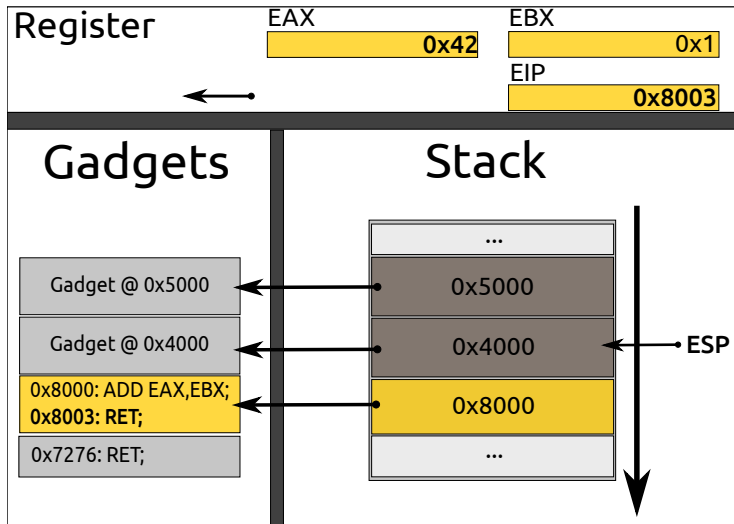 Register
EAX
0x42
EBX
0x1
EIP
0x8003
Gadgets
Stack
...
Gadget @ 0x5000
0x5000
Gadget @ 0x4000
0x4000
ESP
0x8000: ADD EAX,EBX;
0x8003: RET;
0x8000
0x7276: RET;
...